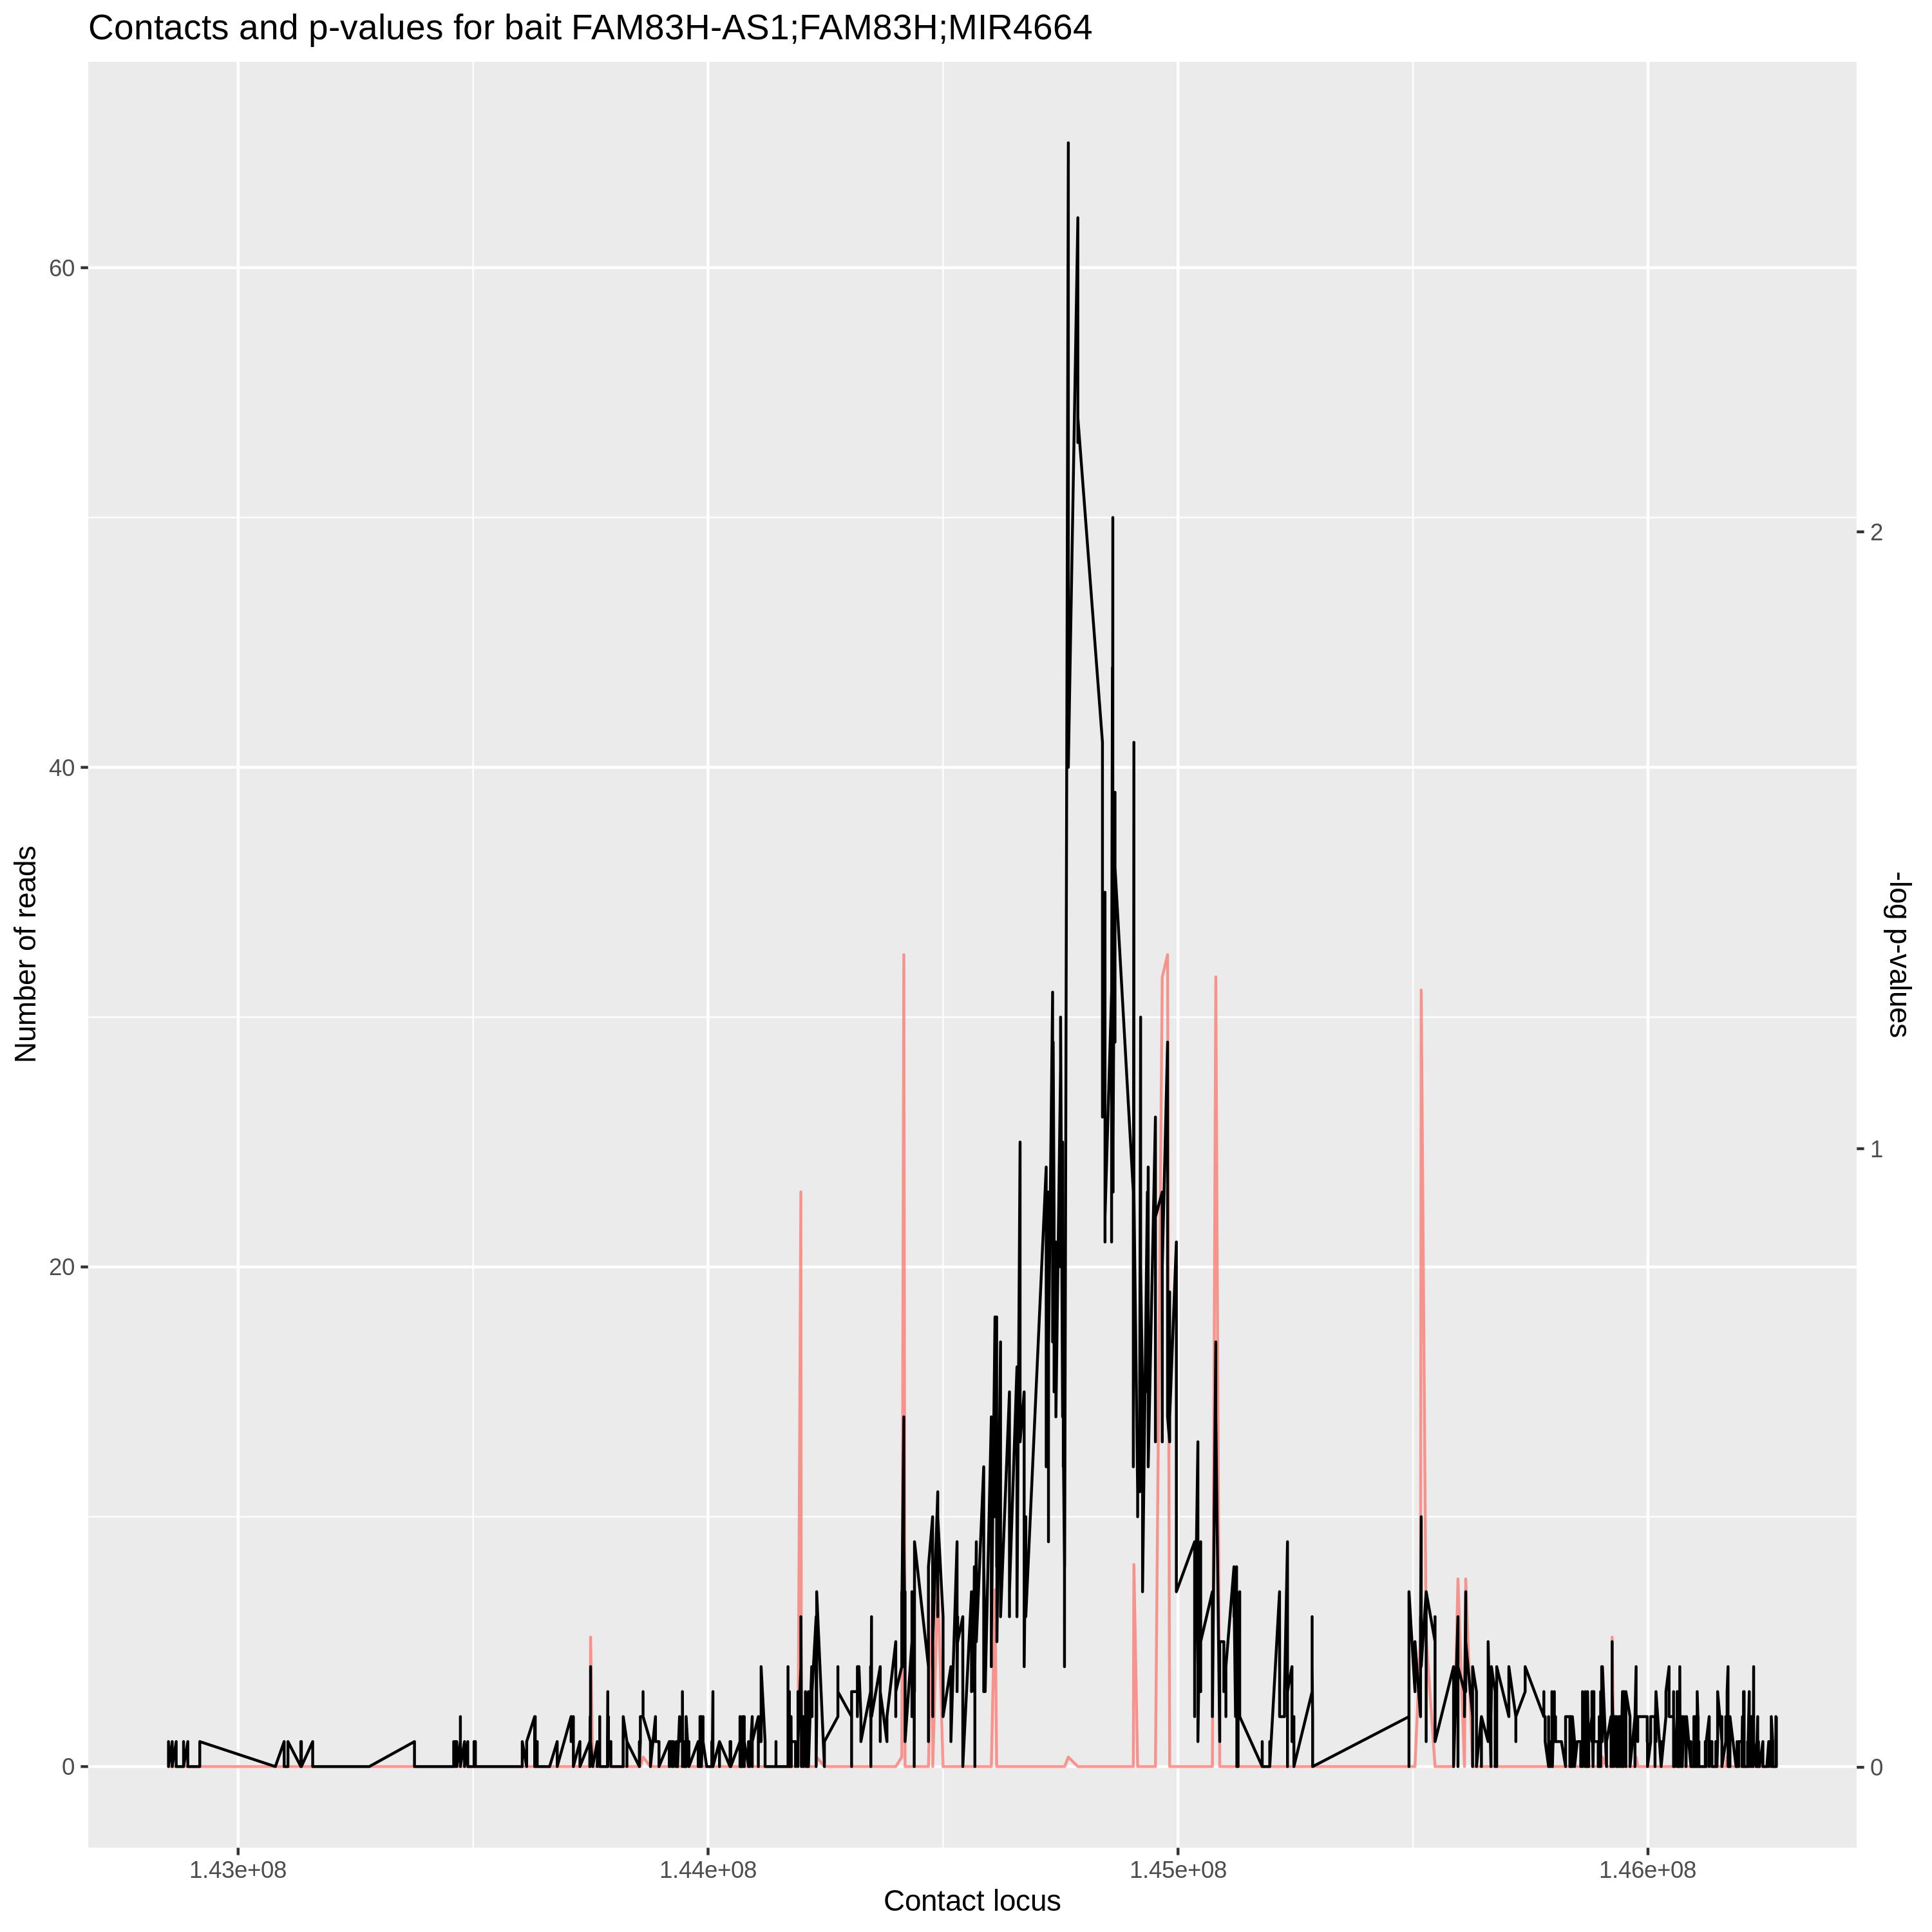 Contacts and p-values for bait FAM83H-AS1;FAM83H;MIR4664
60
40
20
0
Number of reads
2
1
0
-log p-values
1.43e+08
1.44e+08
1.45e+08
1.46e+08
Contact locus